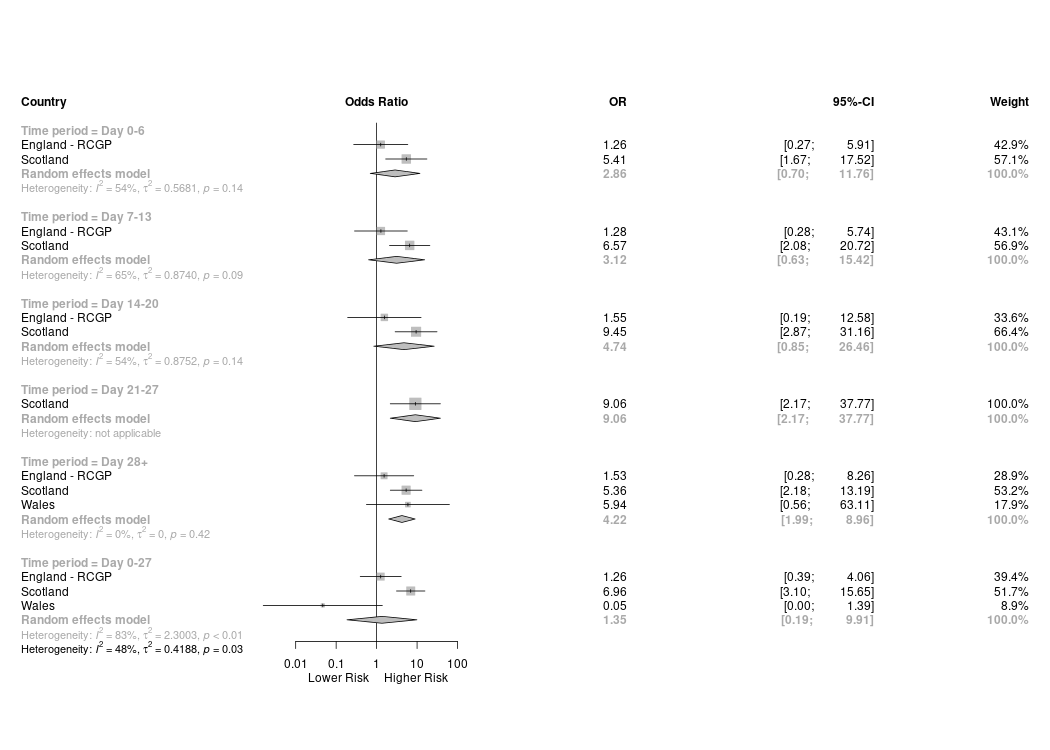 Country Odds Ratio OR 95%-CI Weight
Time period = Day 0-6
England - RCGP 1.26 [0.27; 5.91] 42.9%
Scotland 5.41 [1.67; 17.52] 57.1%
Random effects model 2.86 [0.70; 11.76] 100.0%
Heterogeneity: I² = 54%, τ² = 0.5681, p = 0.14
Time period = Day 7-13
England - RCGP 1.28 [0.28; 5.74] 43.1%
Scotland 6.57 [2.08; 20.72] 56.9%
Random effects model 3.12 [0.63; 15.42] 100.0%
Heterogeneity: I² = 65%, τ² = 0.8740, p = 0.09
Time period = Day 14-20
England - RCGP 1.55 [0.19; 12.58] 33.6%
Scotland 9.45 [2.87; 31.16] 66.4%
Random effects model 4.74 [0.85; 26.46] 100.0%
Heterogeneity: I² = 54%, τ² = 0.8752, p = 0.14
Time period = Day 21-27
Scotland 9.06 [2.17; 37.77] 100.0%
Random effects model 9.06 [2.17; 37.77] 100.0%
Heterogeneity: not applicable
Time period = Day 28+
England - RCGP 1.53 [0.28; 8.26] 28.9%
Scotland 5.36 [2.18; 13.19] 53.2%
Wales 5.94 [0.56; 63.11] 17.9%
Random effects model 4.22 [1.99; 8.96] 100.0%
Heterogeneity: I² = 0%, τ² = 0, p = 0.42
Time period = Day 0-27
England - RCGP 1.26 [0.39; 4.06] 39.4%
Scotland 6.96 [3.10; 15.65] 51.7%
Wales 0.05 [0.00; 1.39] 8.9%
Random effects model 1.35 [0.19; 9.91] 100.0%
Heterogeneity: I² = 83%, τ² = 2.3003, p < 0.01
Heterogeneity: I² = 48%, τ² = 0.4188, p = 0.03
0.01 0.1 1 10 100
Lower Risk Higher Risk